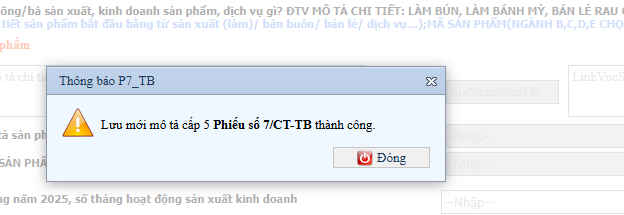 ông/bà sản xuất, kinh doanh sản phẩm, dịch vụ gì? ĐTV MÔ TẢ CHI TIẾT: LÀM BÚN, LÀM BÁNH MỲ, BÁN LẺ RAU
tiết sản phẩm bắt đầu bằng từ sản xuất (làm)/ bán buôn/ bán lẻ/ dịch vụ...);MÃ SẢN PHẨM(NGÀNH B,C,D,E CHỌ
phẩm
Thông báo P7_TB
ả chi ti
MaNganhSauTK
LinhVucS
Lưu mới mô tả cấp 5 Phiếu số 7/CT-TB thành công.
tả sản ph
--Nhập--
Đóng
SẢN PHẨ
ng năm 2025, số tháng hoạt động sản xuất kinh doanh
--Nhập--